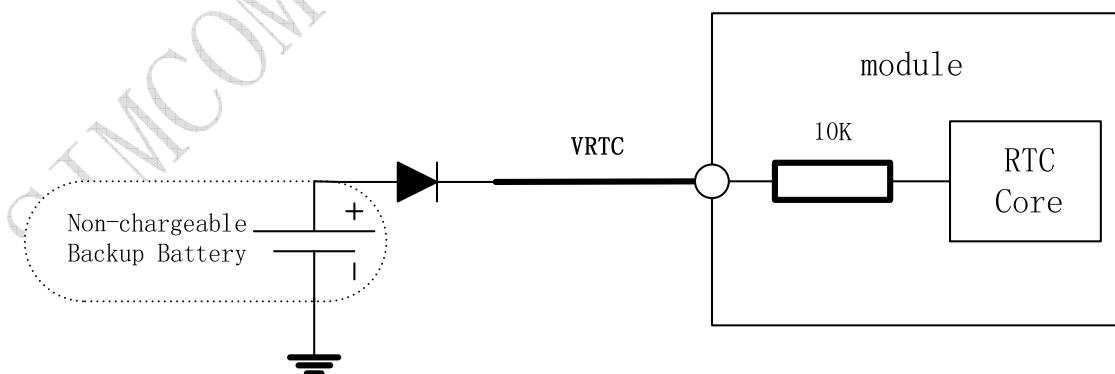 SIMCOM
module
10K
VRTC
RTC
Core
Non-chargeable
Backup Battery
+
-